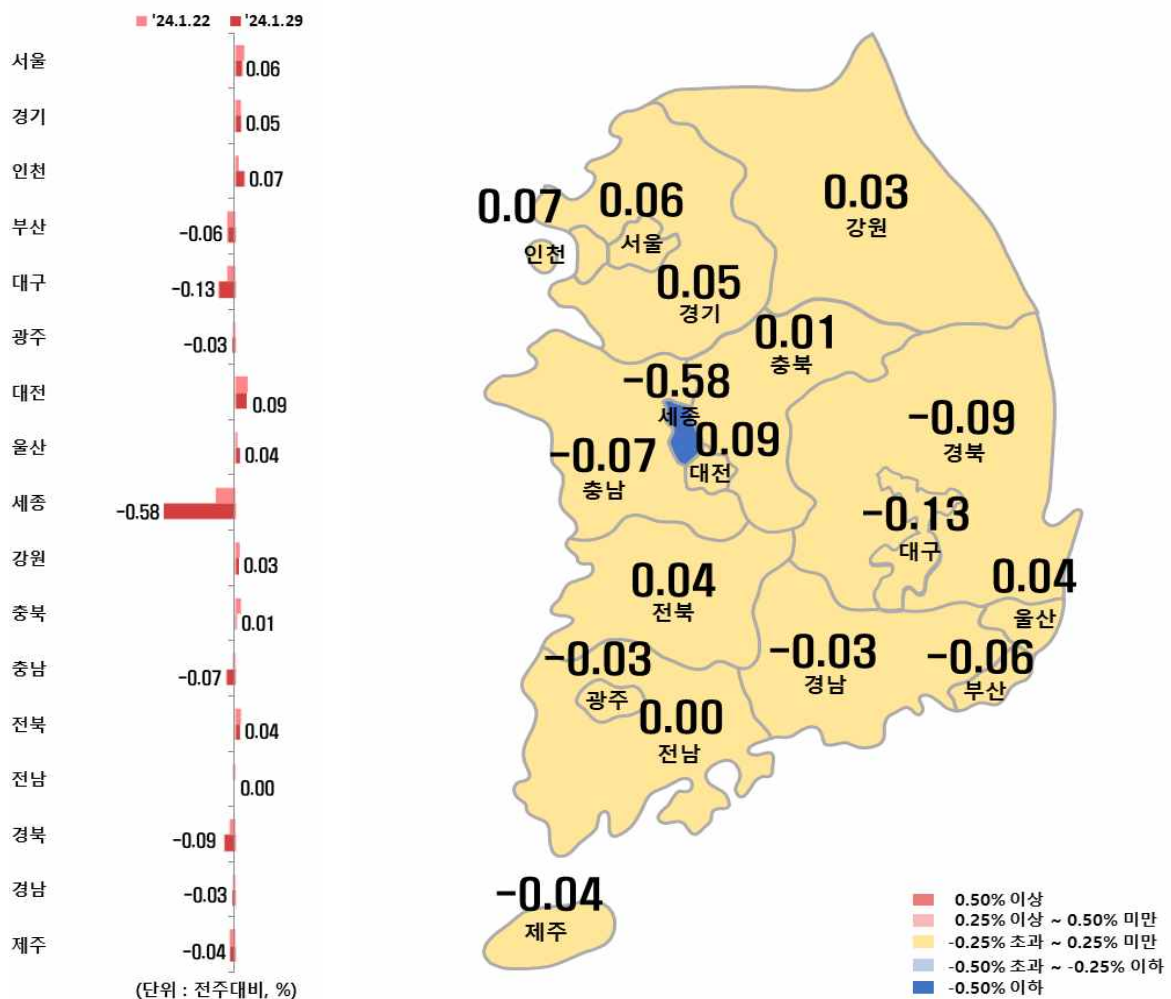 '24.1.22 '24.1.29
서울 0.06
경기 0.05
인천 0.07
부산 -0.06
대구 -0.13
광주 -0.03
대전 0.09
울산 0.04
세종 -0.58
강원 0.03
충북 0.01
충남 -0.07
전북 0.04
전남 0.00
경북 -0.09
경남 -0.03
제주 -0.04
(단위 : 전주대비, %)
0.03
강원
0.07
인천
0.06
서울
0.05
경기
0.01
충북
-0.58
세종
0.09
대전
-0.07
충남
-0.09
경북
-0.13
대구
0.04
울산
0.04
전북
-0.03
경남
-0.06
부산
-0.03
광주
0.00
전남
-0.04
제주
0.50% 이상
0.25% 이상 ~ 0.50% 미만
-0.25% 초과 ~ 0.25% 미만
-0.50% 초과 ~ -0.25% 이하
-0.50% 이하